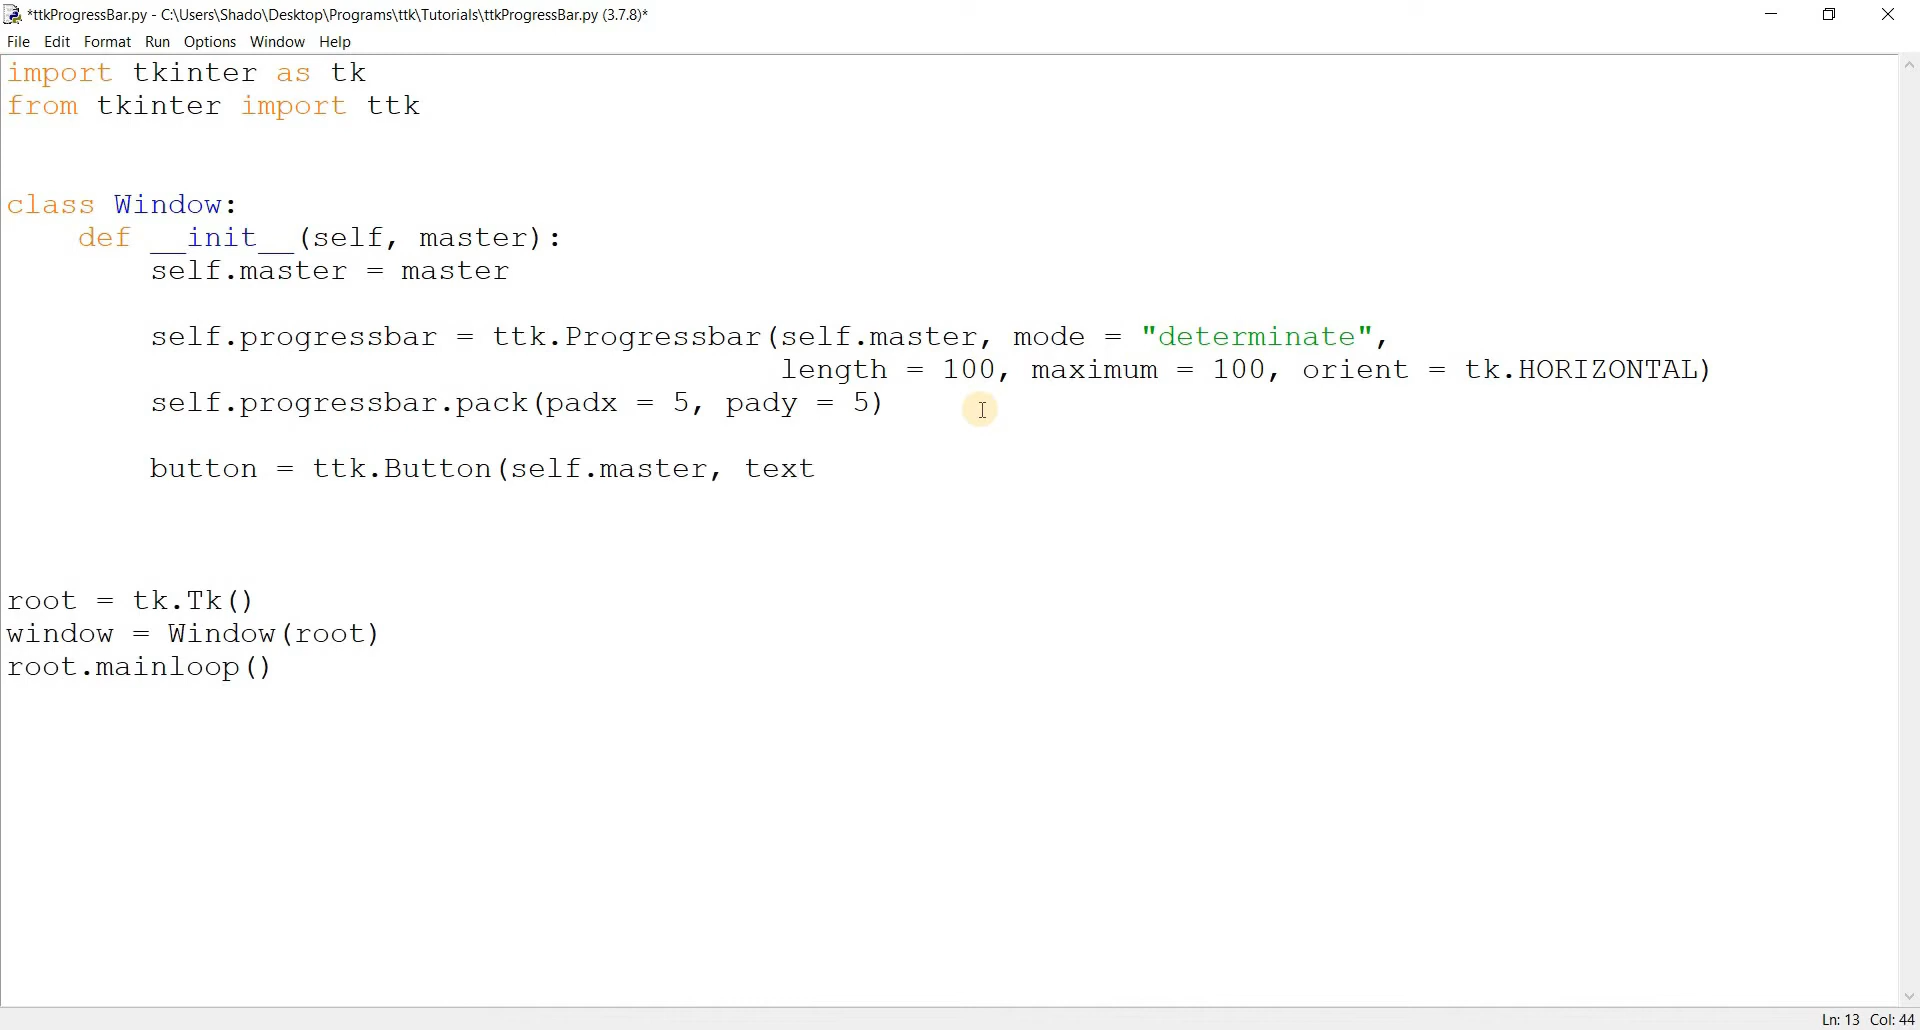 *ttkProgressBar.py - C:\Users\Shado\Desktop\Programs\ttk\Tutorials\ttkProgressBar.py (3.7.8)*
File Edit Format Run Options Window Help
import tkinter as tk
from tkinter import ttk
class Window:
    def __init__(self, master):
        self.master = master
        self.progressbar = ttk.Progressbar(self.master, mode = "determinate",
                                           length = 100, maximum = 100, orient = tk.HORIZONTAL)
        self.progressbar.pack(padx = 5, pady = 5)
        button = ttk.Button(self.master, text
root = tk.Tk()
window = Window(root)
root.mainloop()
Ln: 13 Col: 44